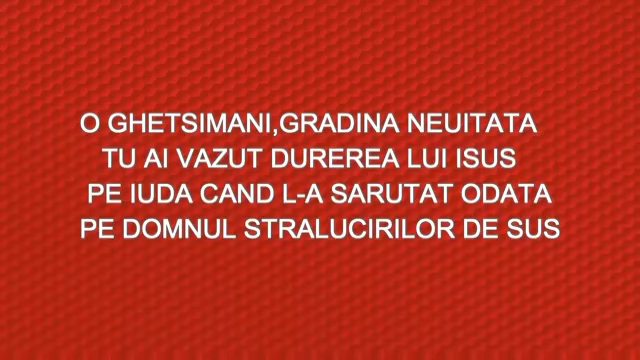 O GHETSIMANI,GRADINA NEUITATA
TU AI VAZUT DUREREA LUI ISUS
PE IUDA CAND L-A SARUTAT ODATA
PE DOMNUL STRALUCIRILOR DE SUS